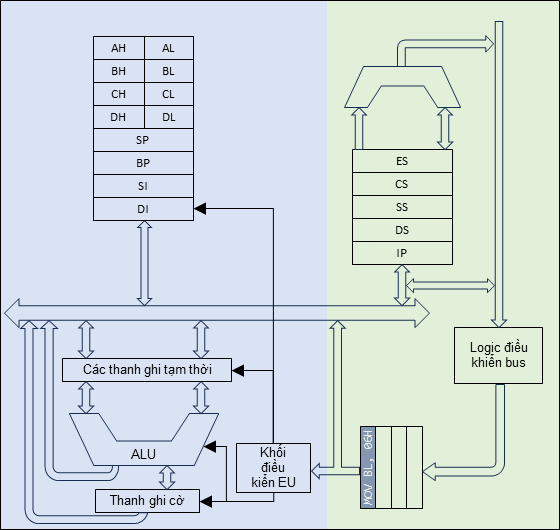 AH AL
BH BL
CH CL
DH DL
SP
BP
SI
DI
ES
CS
SS
DS
IP
Logic điều
khiển bus
Các thanh ghi tạm thời
ALU
Thanh ghi cờ
Khối
điều
kiển EU
MOV BL, 06H